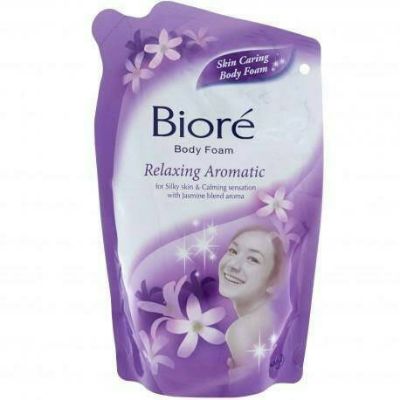 Skin Caring
Body Foam
Bioré
Body Foam
Relaxing Aromatic
for Silky skin & Calming sensation
with Jasmine blend aroma